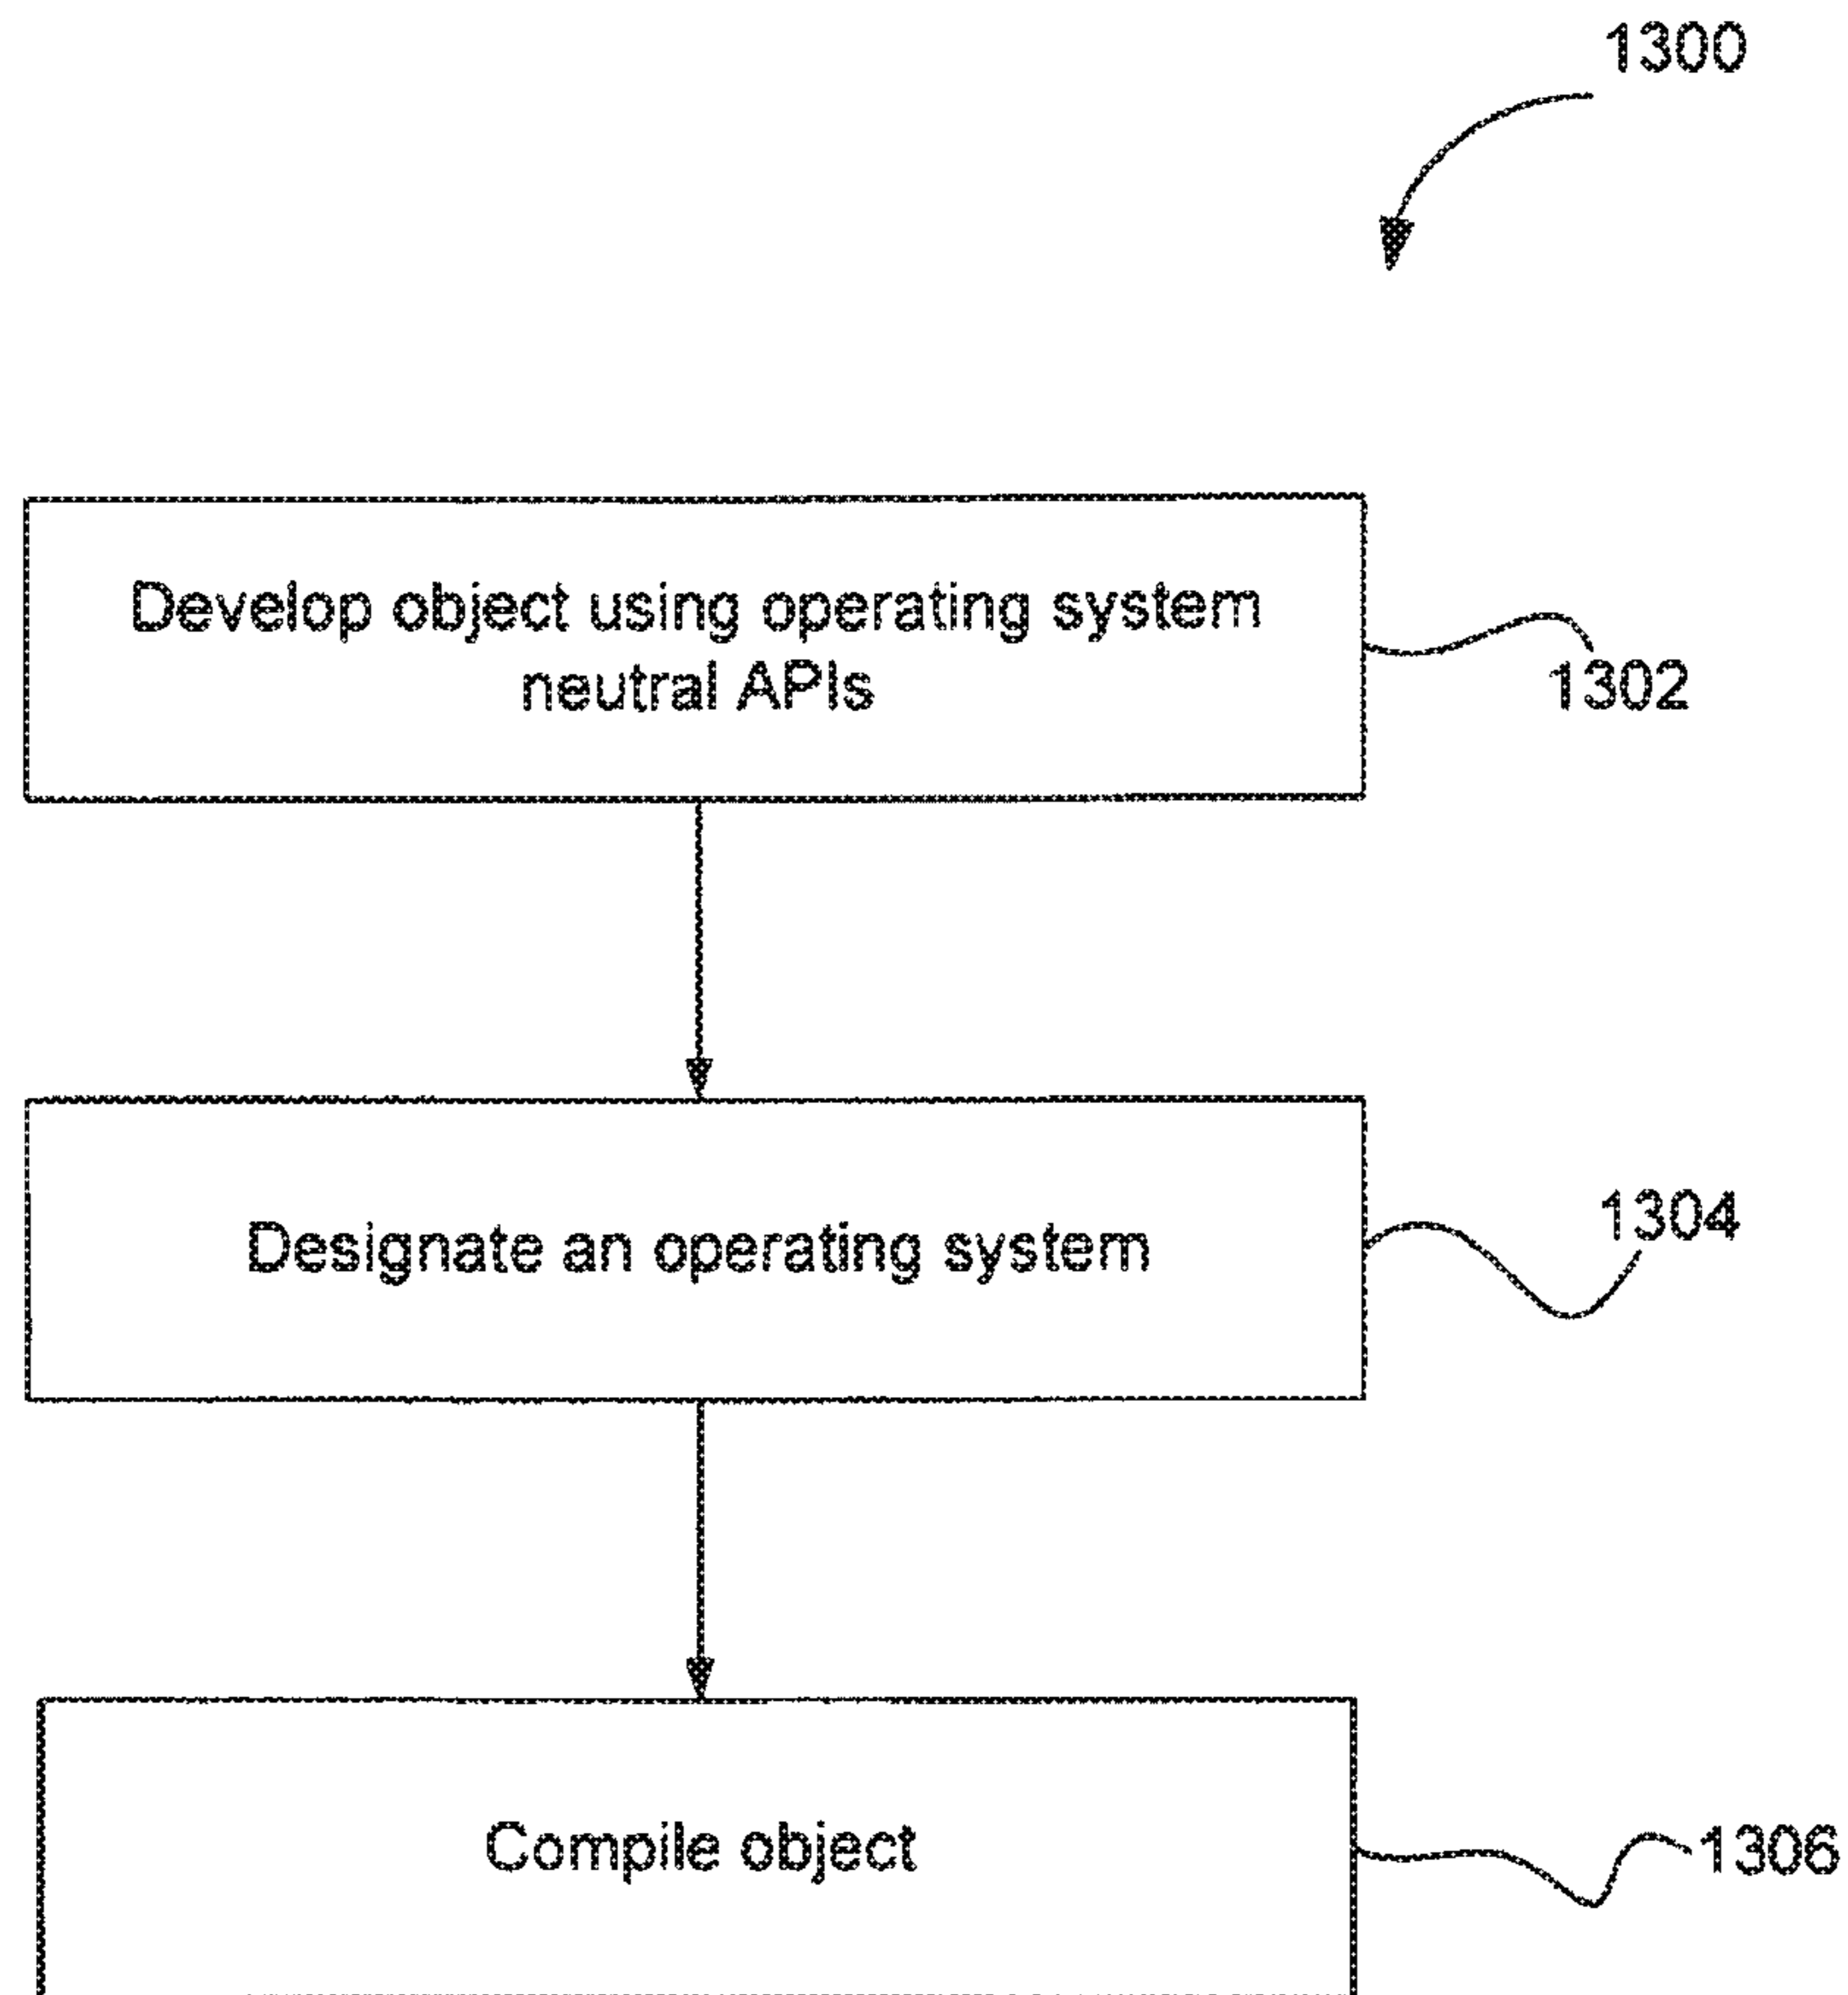 1300
Develop object using operating system
neutral APIs
1302
Designate an operating system
1304
Compile object
1306